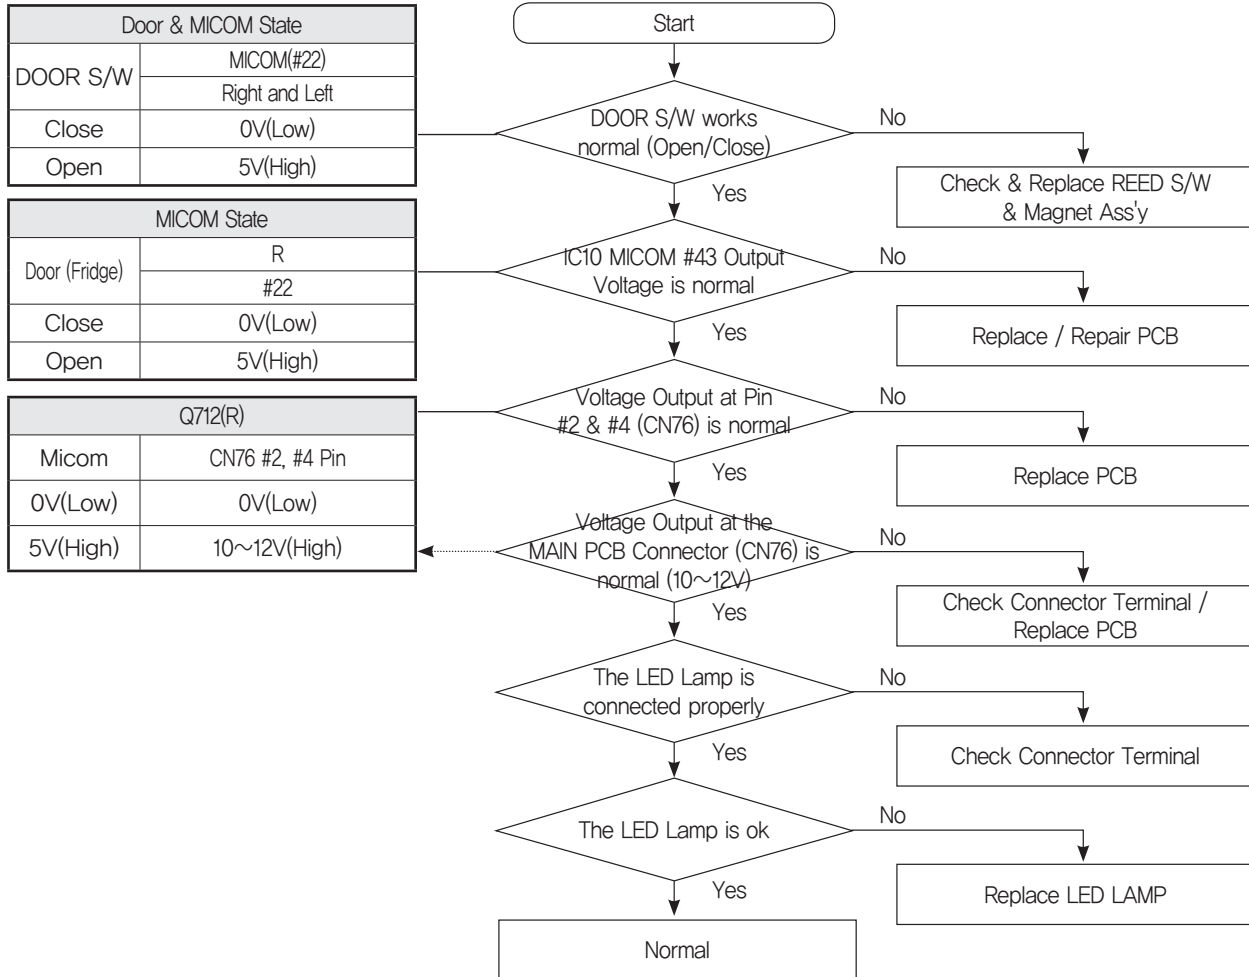 Door & MICOM State
DOOR S/W
MICOM(#22)
Right and Left
Close
0V(Low)
Open
5V(High)
MICOM State
Door (Fridge)
R
#22
Close
0V(Low)
Open
5V(High)
Q712(R)
Micom
CN76 #2, #4 Pin
0V(Low)
0V(Low)
5V(High)
10~12V(High)
Start
DOOR S/W works
normal (Open/Close)
No
Check & Replace REED S/W
& Magnet Ass'y
Yes
IC10 MICOM #43 Output
Voltage is normal
No
Replace / Repair PCB
Yes
Voltage Output at Pin
#2 & #4 (CN76) is normal
No
Replace PCB
Yes
Voltage Output at the
MAIN PCB Connector (CN76) is
normal (10~12V)
No
Check Connector Terminal /
Replace PCB
Yes
The LED Lamp is
connected properly
No
Check Connector Terminal
Yes
The LED Lamp is ok
No
Replace LED LAMP
Yes
Normal